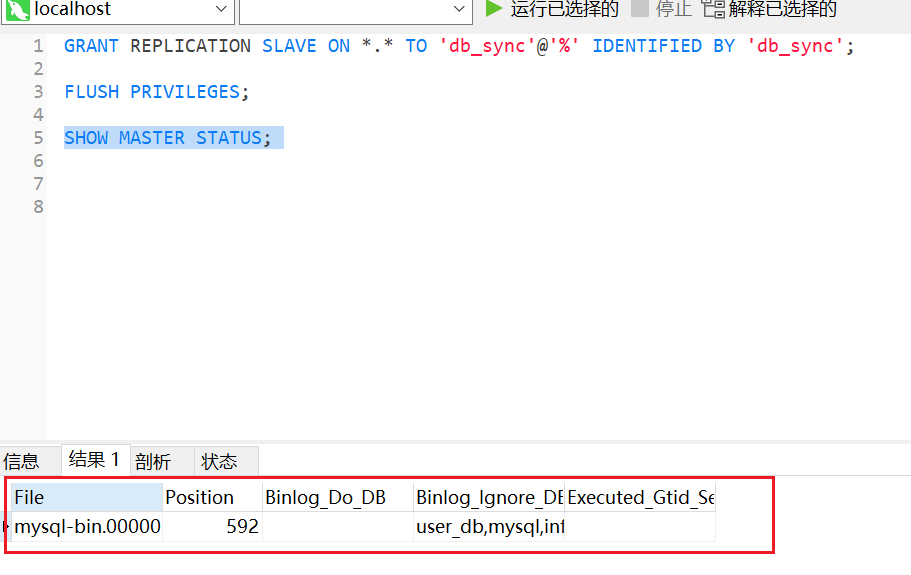 localhost 运行已选择的 停止 解释已选择的
1 GRANT REPLICATION SLAVE ON *.* TO 'db_sync'@'%' IDENTIFIED BY 'db_sync';
2
3 FLUSH PRIVILEGES;
4
5 SHOW MASTER STATUS;
6
7
8
信息 结果 1 剖析 状态
File Position Binlog_Do_DB Binlog_Ignore_DE Executed_Gtid_Se
mysql-bin.00000 592 user_db,mysql,inf